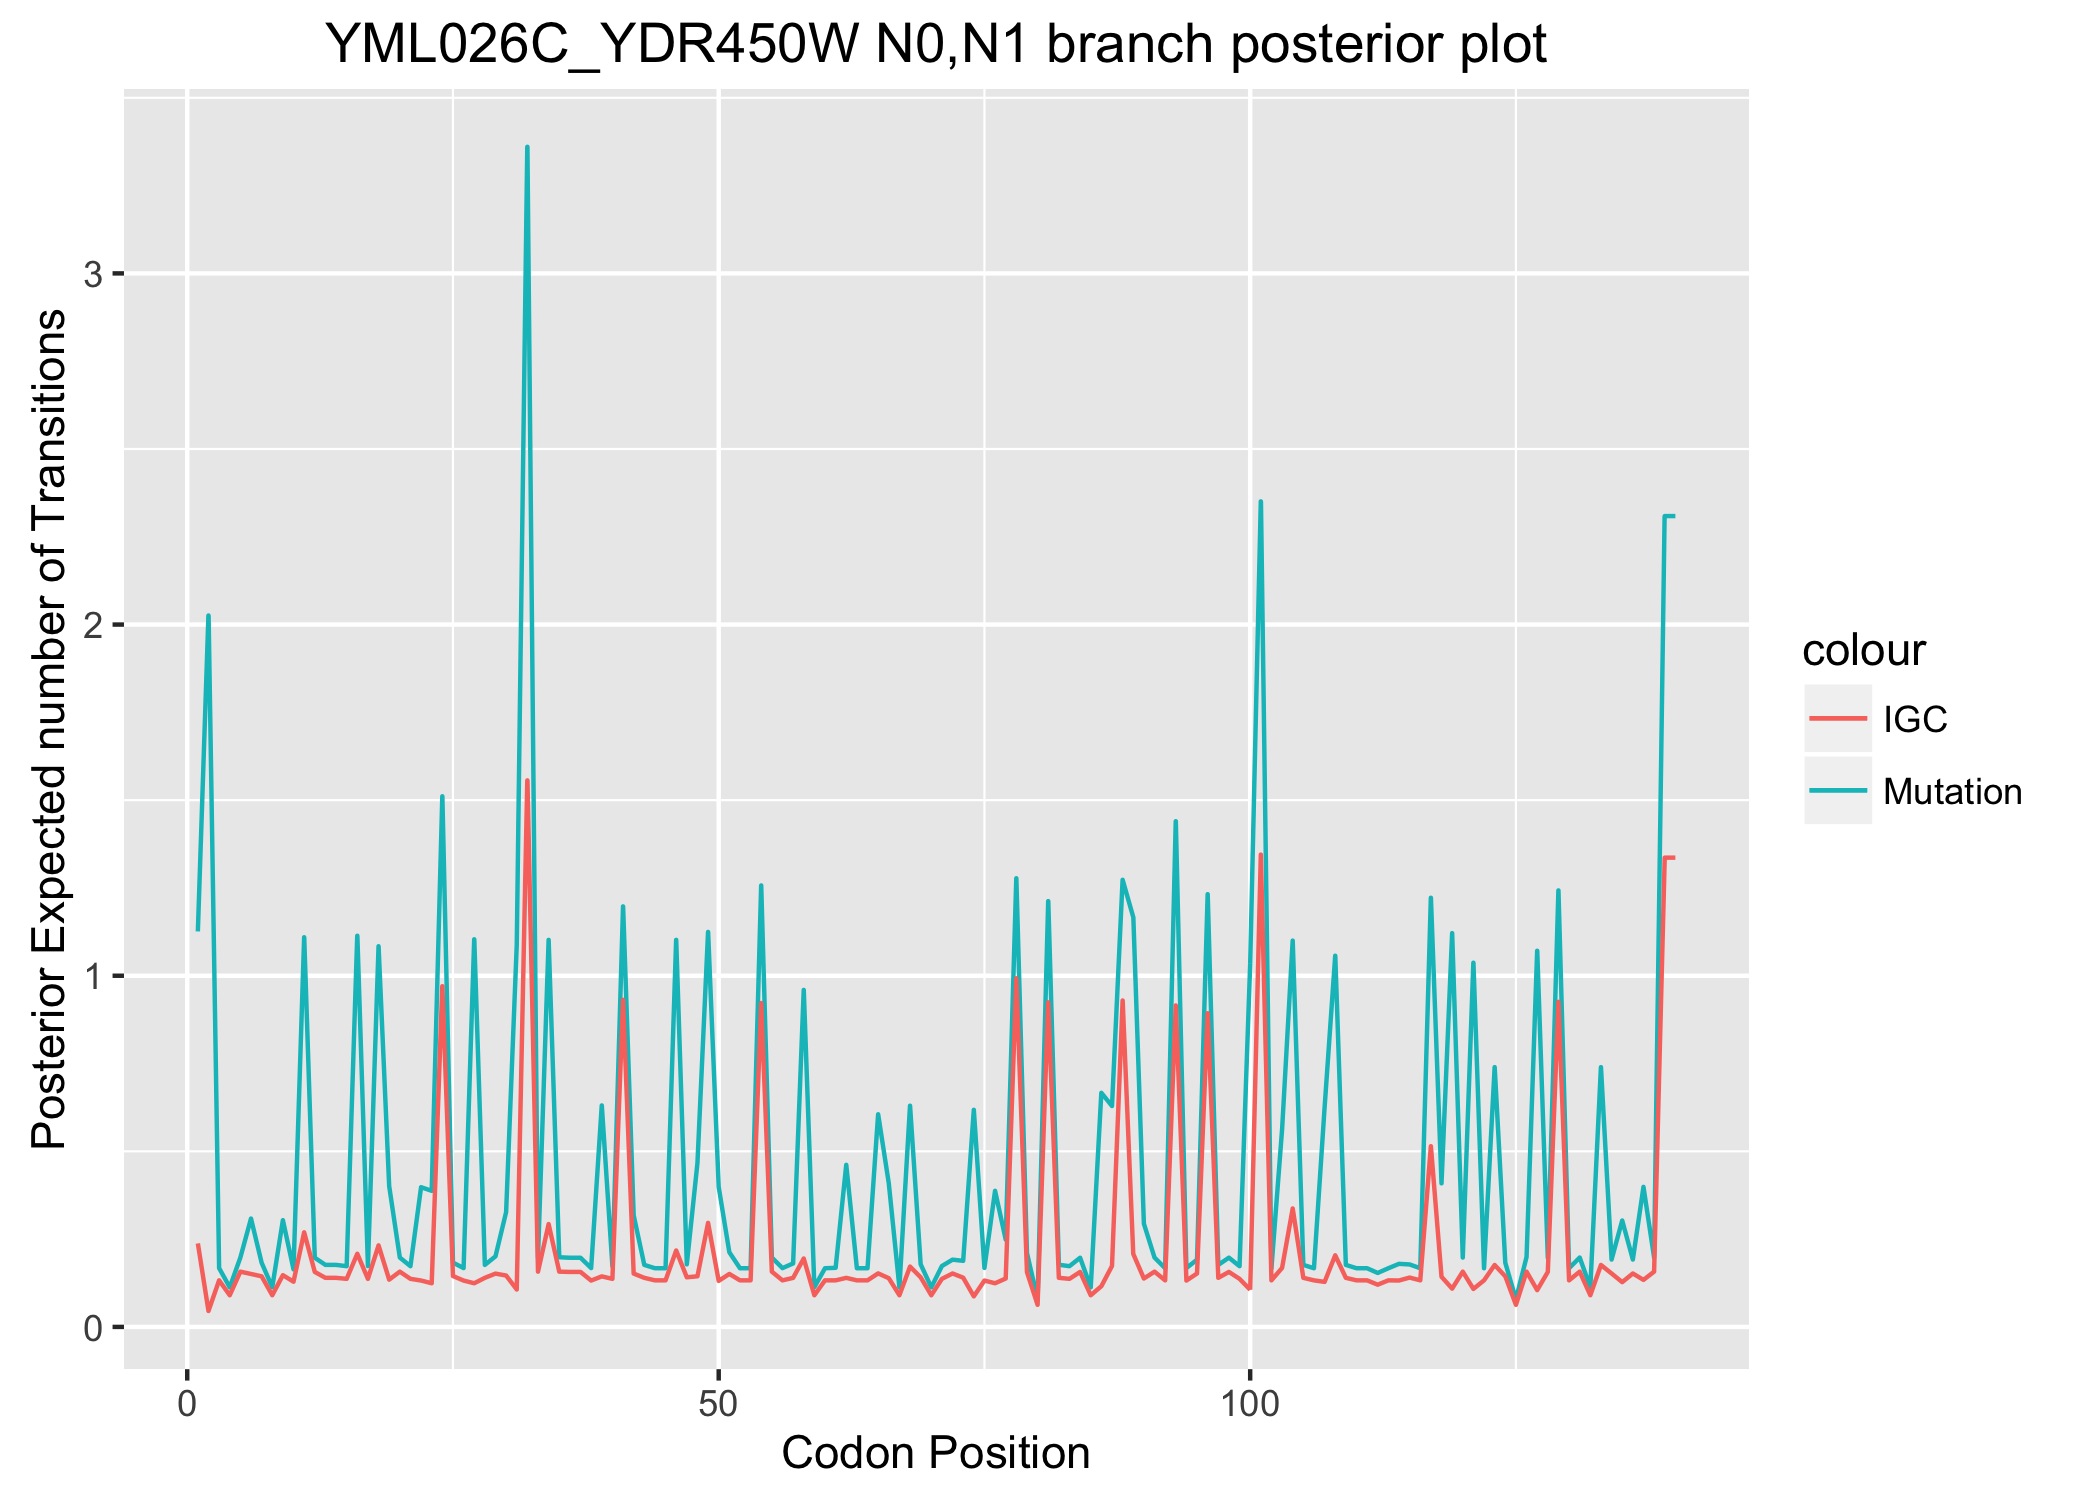 YML026C_YDR450W N0,N1 branch posterior plot
Posterior Expected number of Transitions
3
2
1
0
0 50 100
Codon Position
colour
IGC
Mutation